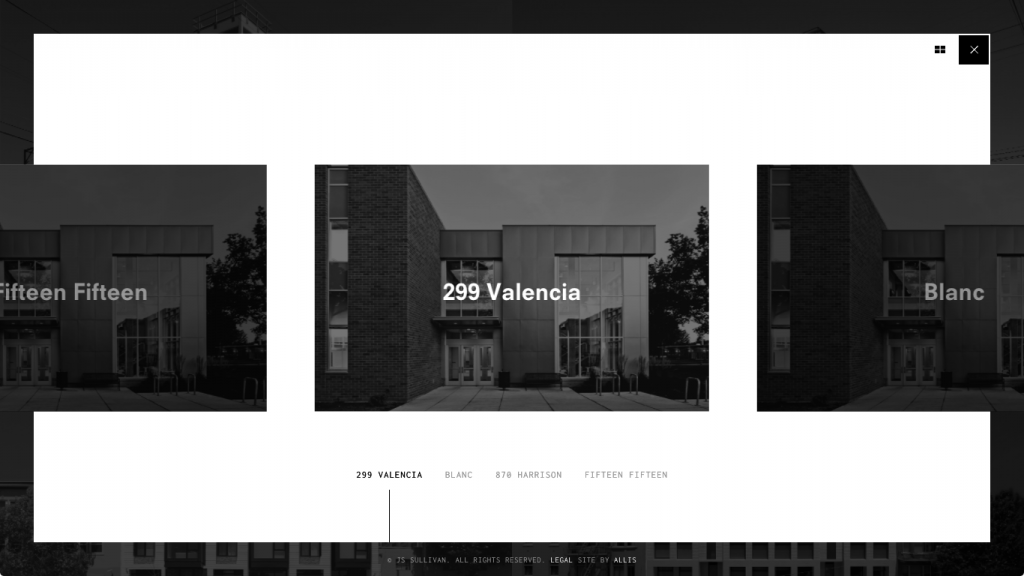 Fifteen Fifteen
299 Valencia
Blanc
299 VALENCIA BLANC 870 HARRISON FIFTEEN FIFTEEN
© JS SULLIVAN. ALL RIGHTS RESERVED. LEGAL SITE BY ALLIS